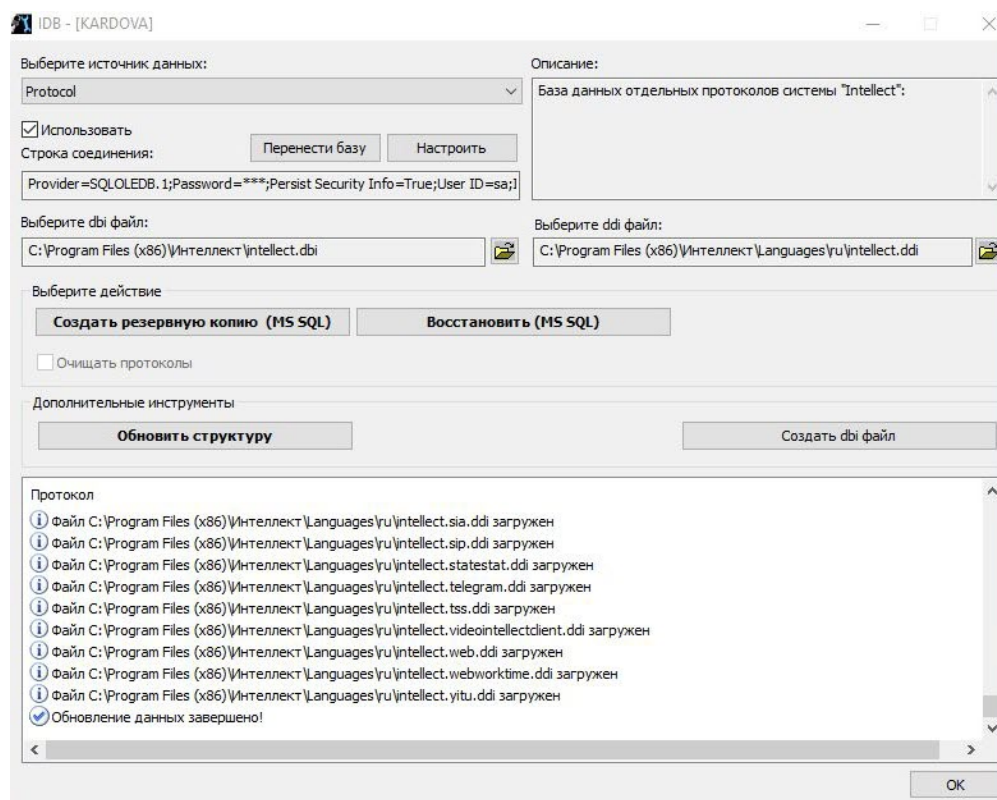 IDB - [KARDOVA]
Выберите источник данных:
Protocol
Описание:
База данных отдельных протоколов системы "Intellect":
Использовать
Строка соединения:
Перенести базу
Настроить
Provider=SQLOLEDB.1;Password=***;Persist Security Info=True;User ID=sa;I
Выберите dbi файл:
C:\Program Files (x86)\Интеллект\intellect.dbi
Выберите ddi файл:
C:\Program Files (x86)\Интеллект\Languages\ru\intellect.ddi
Выберите действие
Создать резервную копию (MS SQL)
Восстановить (MS SQL)
Очищать протоколы
Дополнительные инструменты
Обновить структуру
Создать dbi файл
Протокол
Файл C:\Program Files (x86)\Интеллект\Languages\ru\intellect.sia.ddi загружен
Файл C:\Program Files (x86)\Интеллект\Languages\ru\intellect.sip.ddi загружен
Файл C:\Program Files (x86)\Интеллект\Languages\ru\intellect.statestat.ddi загружен
Файл C:\Program Files (x86)\Интеллект\Languages\ru\intellect.telegram.ddi загружен
Файл C:\Program Files (x86)\Интеллект\Languages\ru\intellect.tss.ddi загружен
Файл C:\Program Files (x86)\Интеллект\Languages\ru\intellect.videointellectclient.ddi загружен
Файл C:\Program Files (x86)\Интеллект\Languages\ru\intellect.web.ddi загружен
Файл C:\Program Files (x86)\Интеллект\Languages\ru\intellect.webworktime.ddi загружен
Файл C:\Program Files (x86)\Интеллект\Languages\ru\intellect.yitu.ddi загружен
Обновление данных завершено!
OK